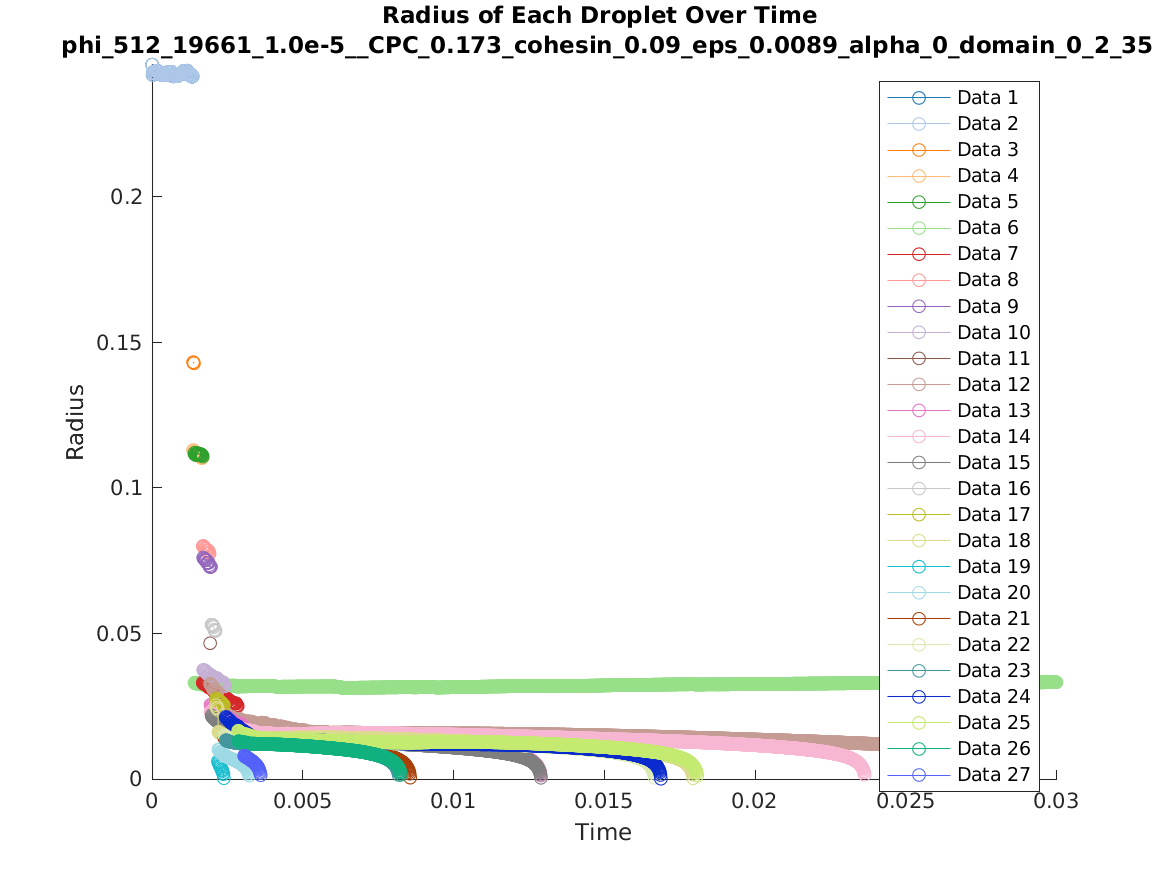 Radius of Each Droplet Over Time
phi_512_19661_1.0e-5__CPC_0.173_cohesin_0.09_eps_0.0089_alpha_0_domain_0_2_35
Radius
0.2
0.15
0.1
0.05
0
0
0.005
0.01
0.015
0.02
0.025
0.03
Time
Data 1
Data 2
Data 3
Data 4
Data 5
Data 6
Data 7
Data 8
Data 9
Data 10
Data 11
Data 12
Data 13
Data 14
Data 15
Data 16
Data 17
Data 18
Data 19
Data 20
Data 21
Data 22
Data 23
Data 24
Data 25
Data 26
Data 27